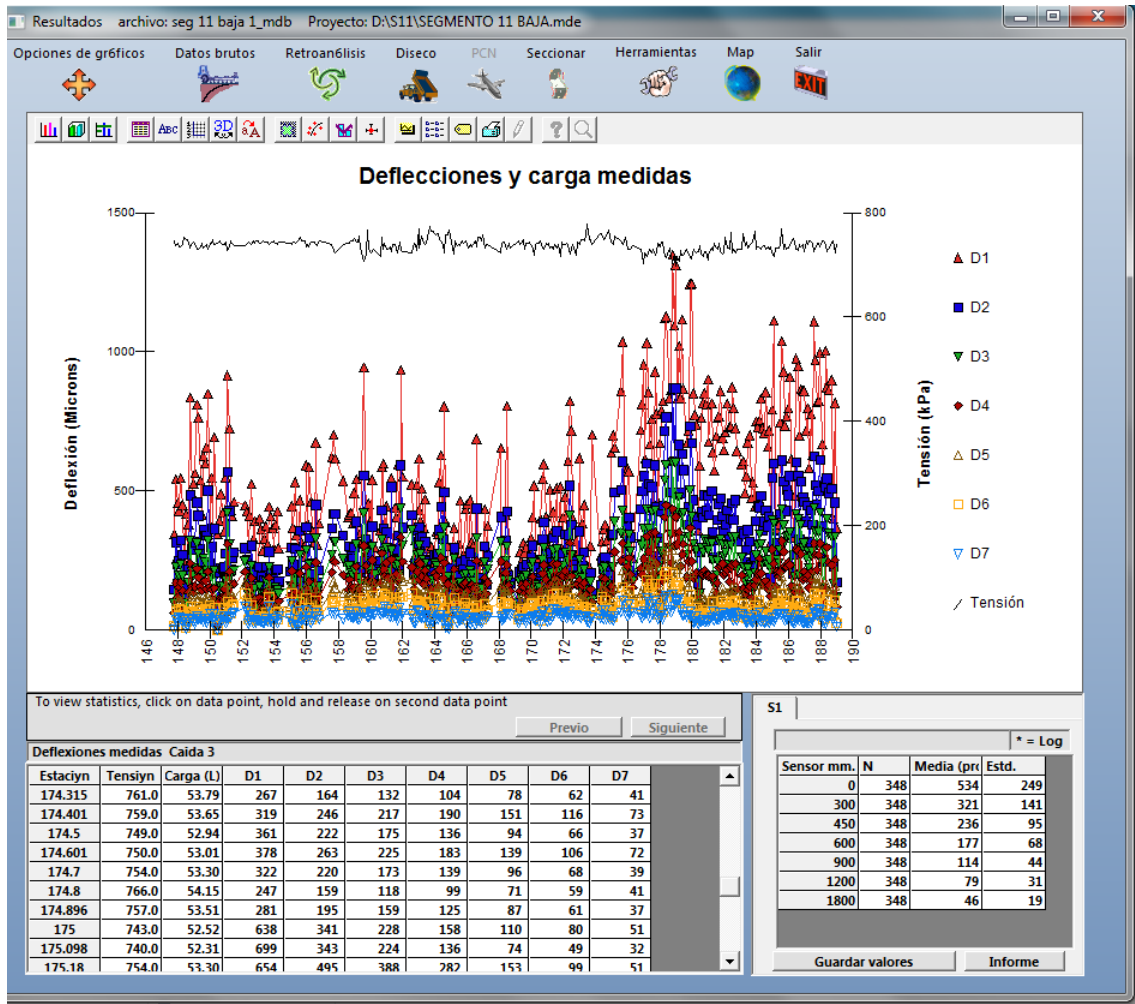 Resultados archivo: seg 11 baja 1_mdb Proyecto: D:\S11\SEGMENTO 11 BAJA.mde
Opciones de gráficos Datos brutos Retroanólisis Diseco PCN Seccionar Herramientas Map Salir
EXIT
ABC 3D
Deflecciones y carga medidas
Deflexión (Microns)
1500
1000
500
0
800
600
400
200
0
Tensión (kPa)
146 148 150 152 154 156 158 160 162 164 166 168 170 172 174 176 178 180 182 184 186 188 190
D1
D2
D3
D4
D5
D6
D7
Tensión
To view statistics, click on data point, hold and release on second data point
Previo Siguiente
Deflexiones medidas Caida 3
Estaciyn Tensiyn Carga (L) D1 D2 D3 D4 D5 D6 D7
174.315 761.0 53.79 267 164 132 104 78 62 41
174.401 759.0 53.65 319 246 217 190 151 116 73
174.5 749.0 52.94 361 222 175 136 94 66 37
174.601 750.0 53.01 378 263 225 183 139 106 72
174.7 754.0 53.30 322 220 173 139 96 68 39
174.8 766.0 54.15 247 159 118 99 71 59 41
174.896 757.0 53.51 281 195 159 125 87 61 37
175 743.0 52.52 638 341 228 158 110 80 51
175.098 740.0 52.31 699 343 224 136 74 49 32
175.18 754.0 53.30 654 495 388 282 153 99 51
S1
* = Log
Sensor mm. N Media (pro Estd.
0 348 534 249
300 348 321 141
450 348 236 95
600 348 177 68
900 348 114 44
1200 348 79 31
1800 348 46 19
Guardar valores Informe